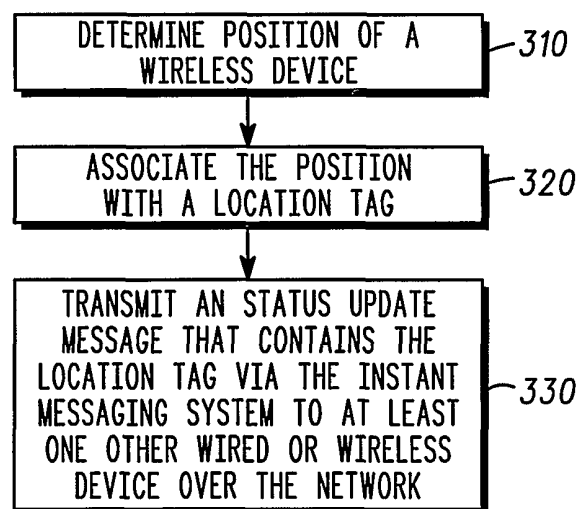 DETERMINE POSITION OF A
WIRELESS DEVICE
310
ASSOCIATE THE POSITION
WITH A LOCATION TAG
320
TRANSMIT AN STATUS UPDATE
MESSAGE THAT CONTAINS THE
LOCATION TAG VIA THE INSTANT
MESSAGING SYSTEM TO AT LEAST
ONE OTHER WIRED OR WIRELESS
DEVICE OVER THE NETWORK
330